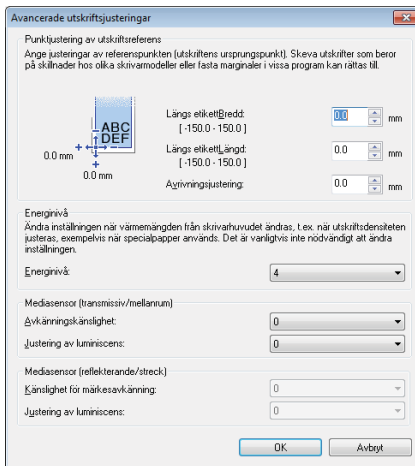 Avancerade utskriftsjusteringar
Punktjustering av utskriftsreferens
Ange justeringar av referenspunkten (utskriftens ursprungspunkt). Skeva utskrifter som beror
på skillnader hos olika skrivarmodeller eller fasta marginaler i vissa program kan rättas till.
ABC
DEF
0.0 mm
0.0 mm
Längs etikettBredd:
[ -150.0 - 150.0 ]
0.0 mm
Längs etikettLängd:
[ -150.0 - 150.0 ]
0.0 mm
Avrivningsjustering:
0.0 mm
Energinivå
Ändra inställningen när värmemängden från skrivarhuvudet ändras, t.ex. när utskriftsdensiteten
justeras, exempelvis när specialpapper används. Det är vanligtvis inte nödvändigt att ändra
inställningen.
Energinivå: 4
Mediasensor (transmissiv/mellanrum)
Avkänningskänslighet: 0
Justering av luminiscens: 0
Mediasensor (reflekterande/streck)
Känslighet för märkesavkänning: 0
Justering av luminiscens: 0
OK Avbryt